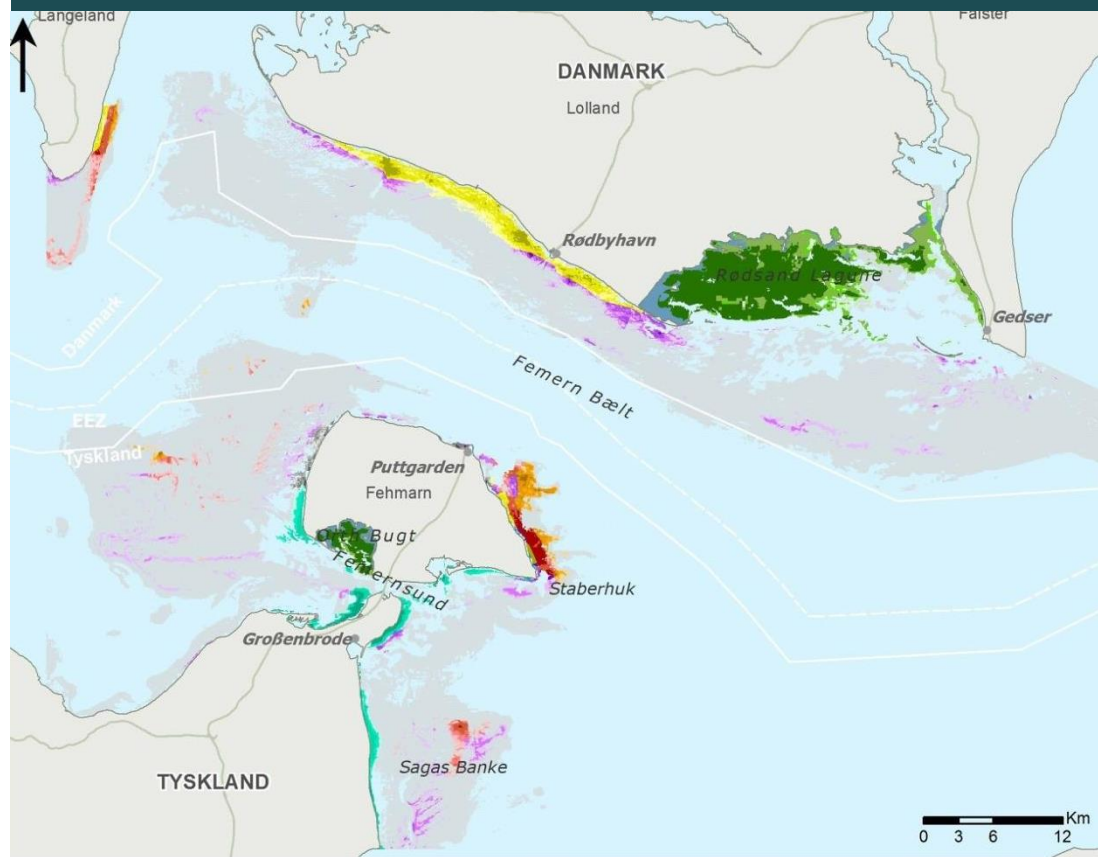 Langeland
Falster
DANMARK
Lolland
Rødbyhavn
Rødsand Lagune
Gedser
Danmark
Femern Bælt
EEZ
Tyskland
Puttgarden
Fehmarn
Orth Bugt
Femernsund
Staberhuk
Großenbrode
Sagas Banke
TYSKLAND
Km
0 3 6 12